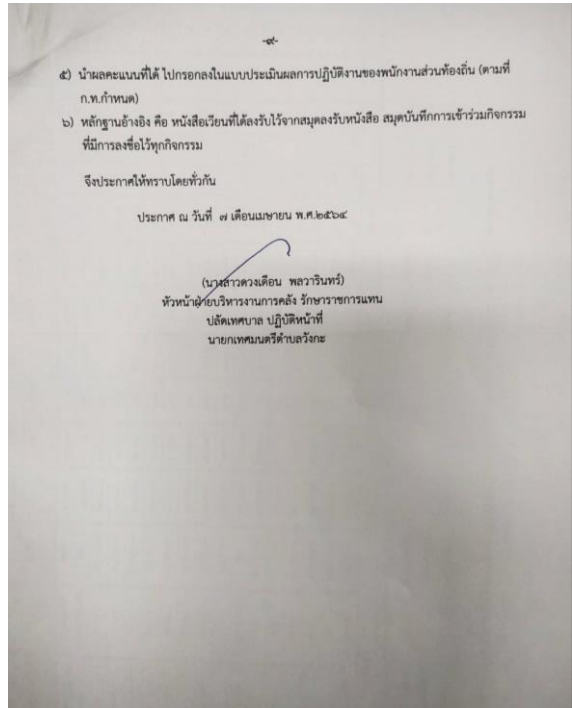 -๙-
๕) นำผลคะแนนที่ได้ ไปกรอกลงในแบบประเมินผลการปฏิบัติงานของพนักงานส่วนท้องถิ่น (ตามที่
ก.ท.กำหนด)
๖) หลักฐานอ้างอิง คือ หนังสือเวียนที่ได้ลงรับไว้จากสมุดลงรับหนังสือ สมุดบันทึกการเข้าร่วมกิจกรรม
ที่มีการลงชื่อไว้ทุกกิจกรรม
จึงประกาศให้ทราบโดยทั่วกัน
ประกาศ ณ วันที่ ๗ เดือนเมษายน พ.ศ.๒๕๖๔
(นางสาวดวงเดือน พลวารินทร์)
หัวหน้าฝ่ายบริหารงานการคลัง รักษาราชการแทน
ปลัดเทศบาล ปฏิบัติหน้าที่
นายกเทศมนตรีตำบลวังกะ